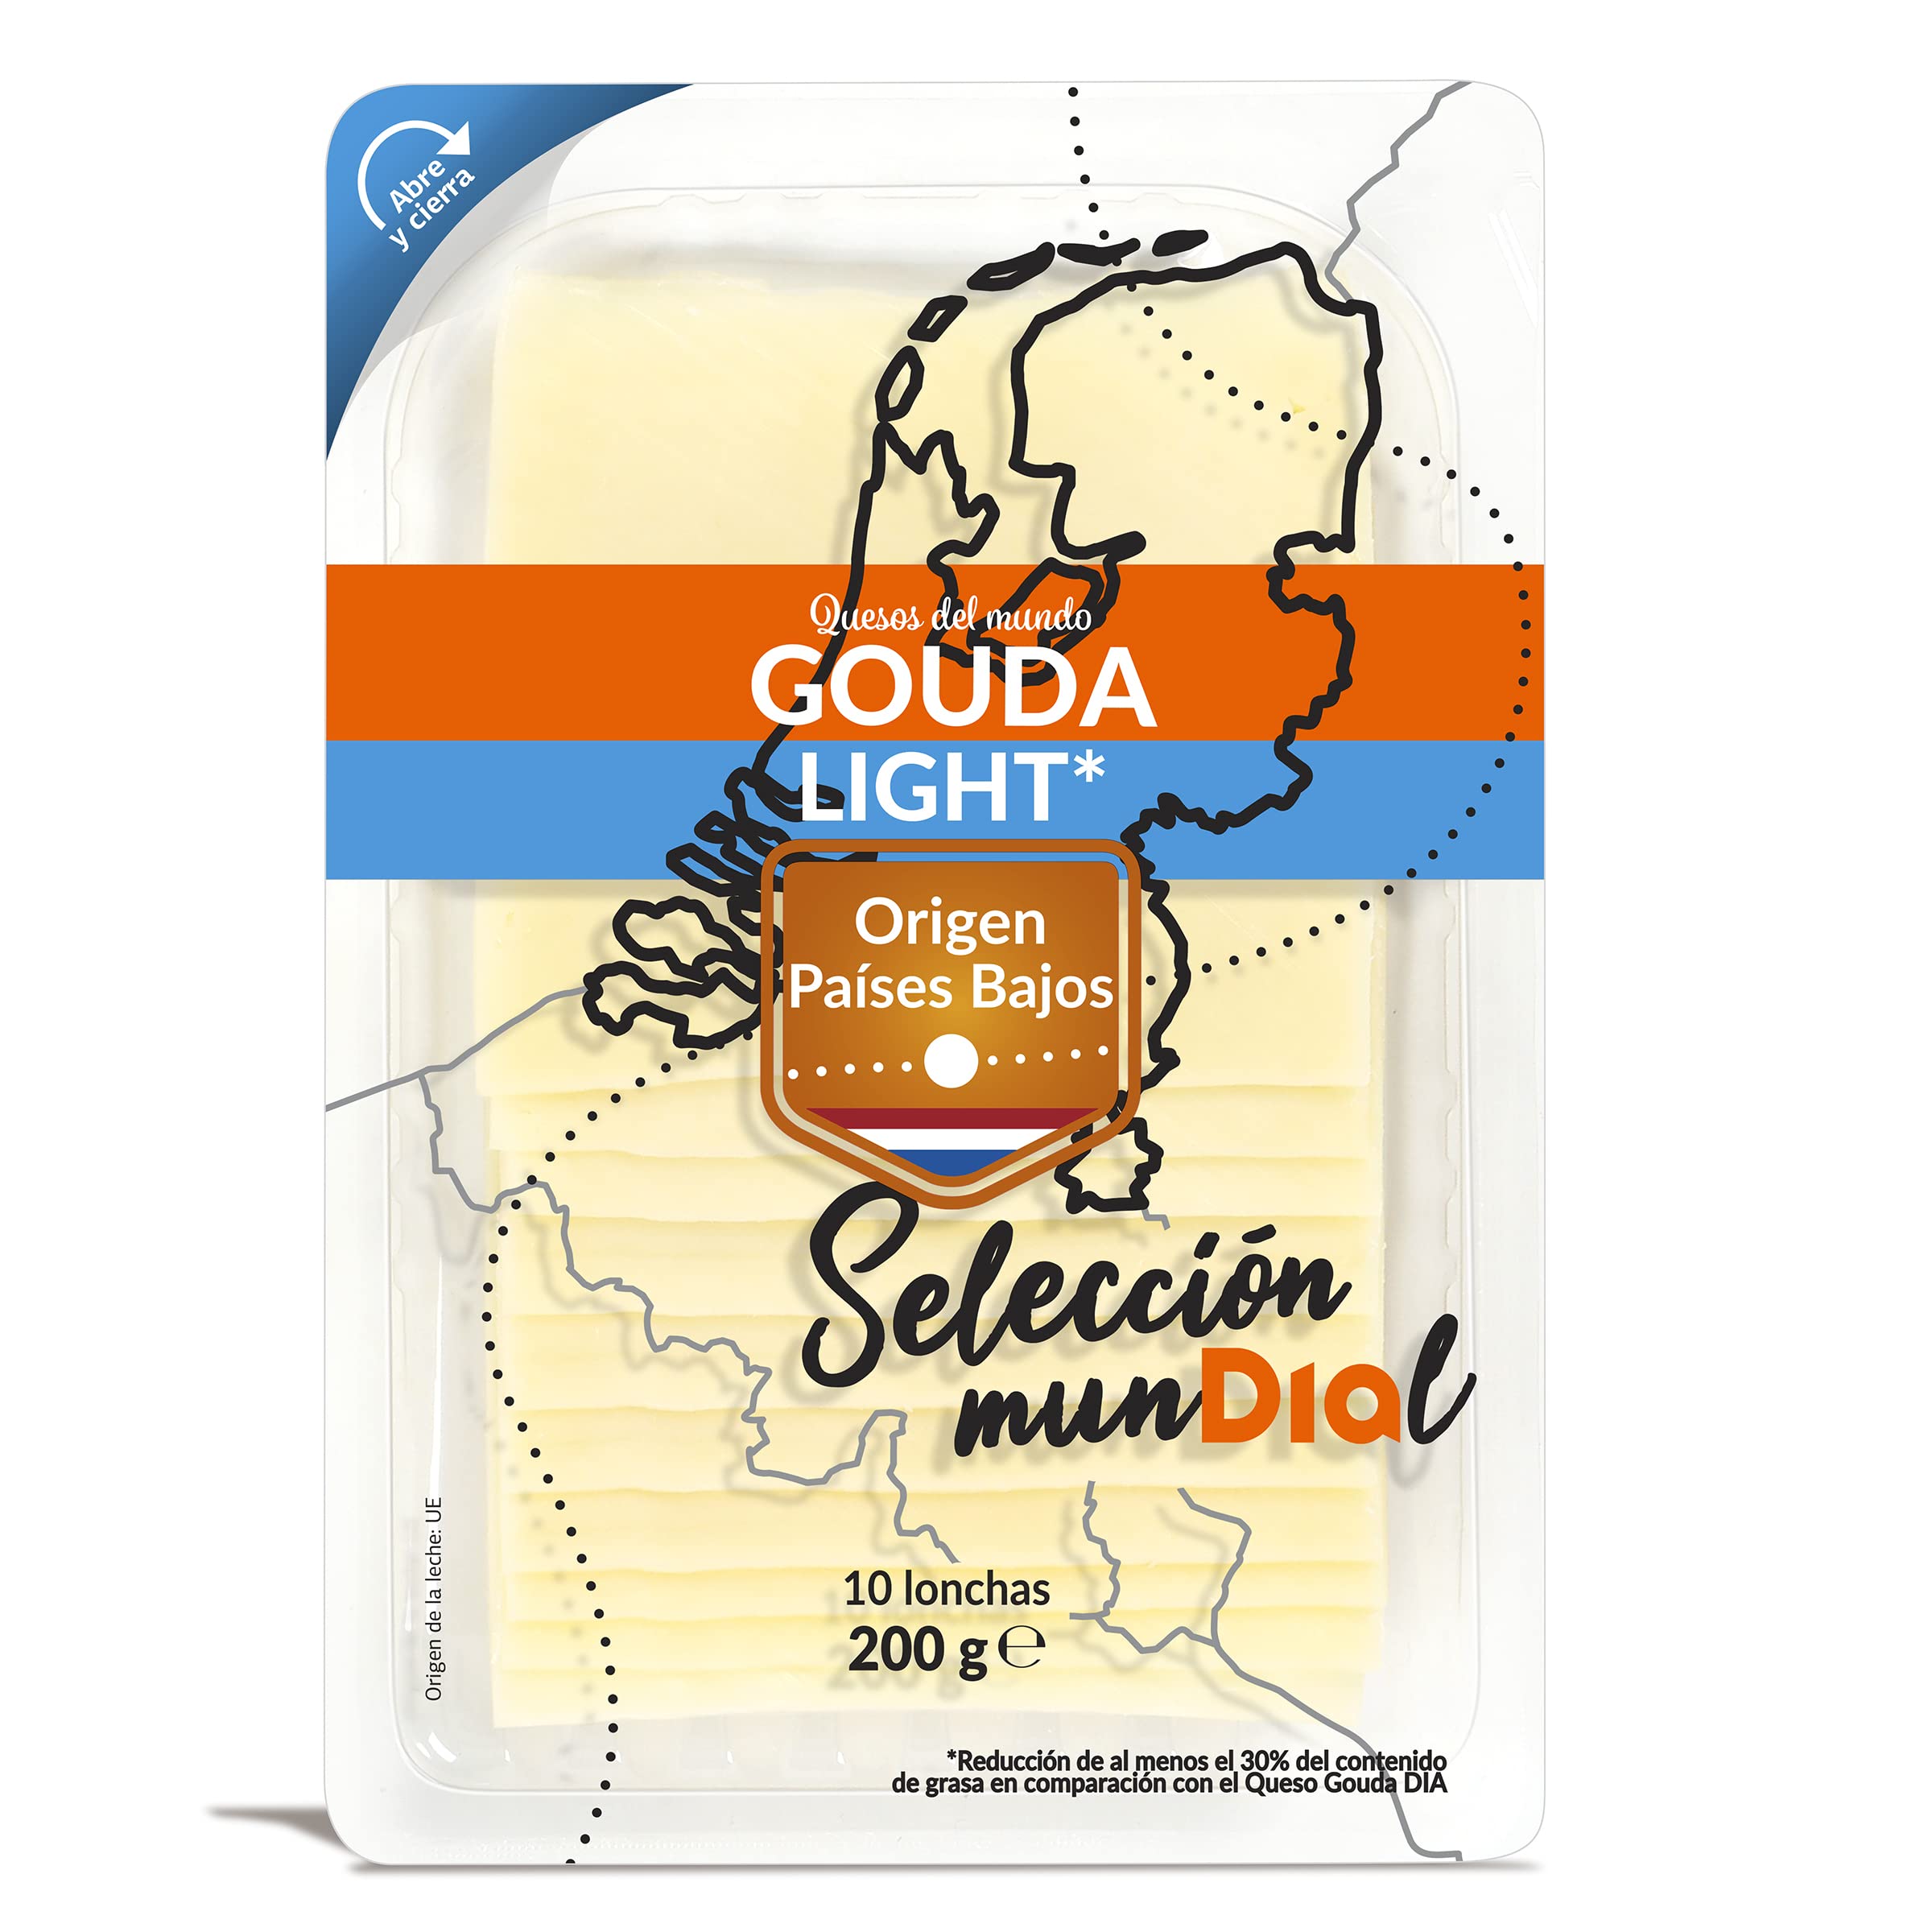 Abre
y cierra
Quesos del mundo
GOUDA
LIGHT*
Origen
Países Bajos
Selección
munDIal
10 lonchas
200 g ℮
Origen de la leche: UE
*Reducción de al menos el 30% del contenido
de grasa en comparación con el Queso Gouda DIA